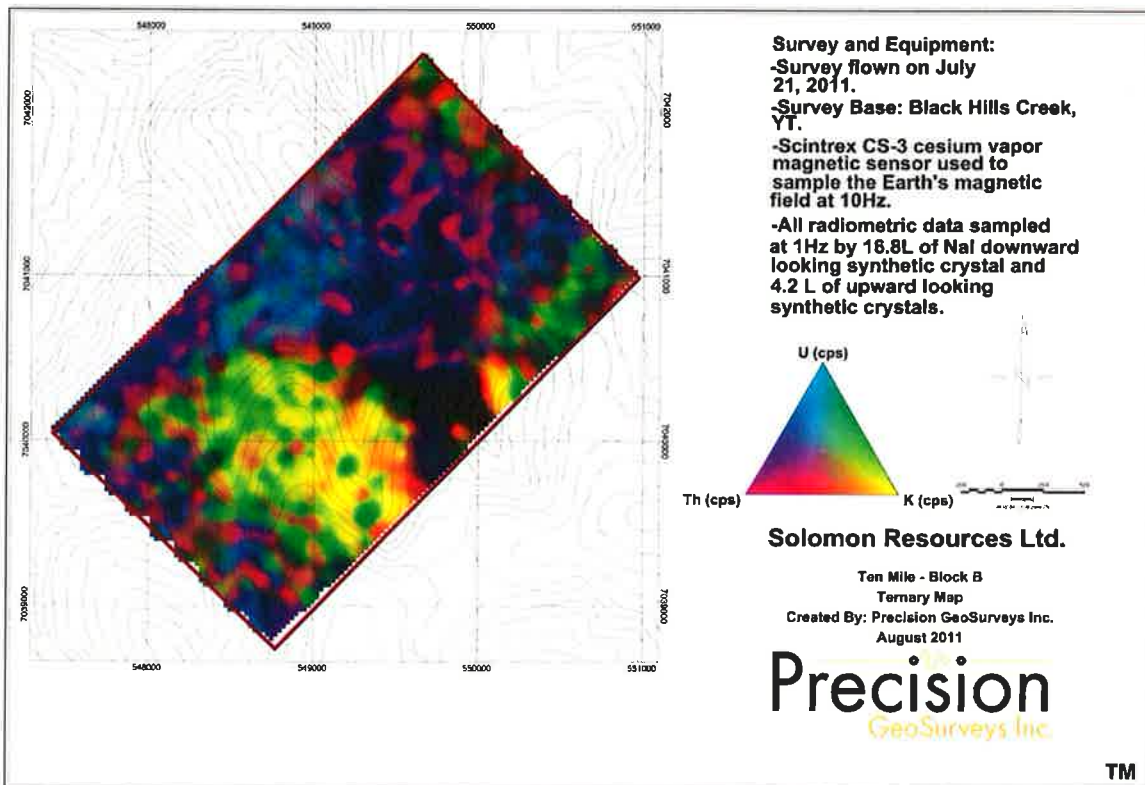 548000
549000
550000
551000
7042000
7042000
7041000
7041000
7040000
7040000
7039000
7039000
548000
549000
550000
551000
Survey and Equipment:
-Survey flown on July
21, 2011.
-Survey Base: Black Hills Creek,
YT.
-Scintrex CS-3 cesium vapor
magnetic sensor used to
sample the Earth's magnetic
field at 10Hz.
-All radiometric data sampled
at 1Hz by 16.8L of NaI downward
looking synthetic crystal and
4.2 L of upward looking
synthetic crystals.
U (cps)
Th (cps)
K (cps)
Solomon Resources Ltd.
Ten Mile - Block B
Ternary Map
Created By: Precision GeoSurveys Inc.
August 2011
Precision
GeoSurveys Inc.
TM